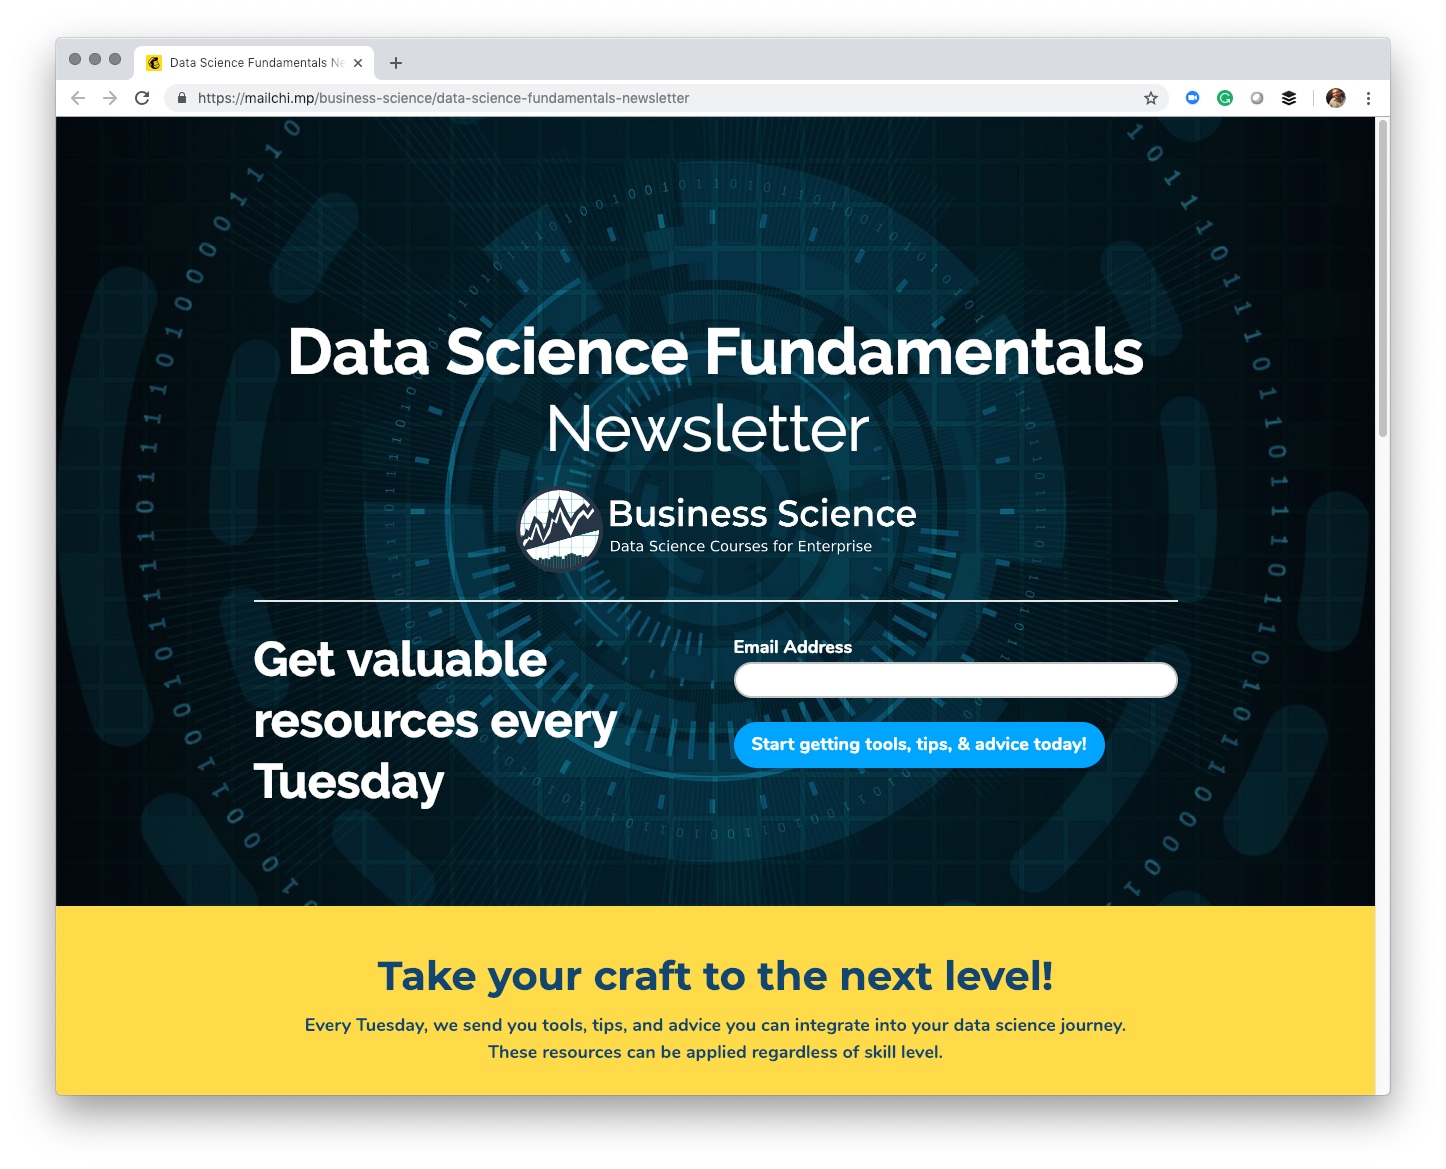 Data Science Fundamentals Ne
https://mailchi.mp/business-science/data-science-fundamentals-newsletter
Data Science Fundamentals
Newsletter
Business Science
Data Science Courses for Enterprise
Get valuable
resources every
Tuesday
Email Address
Start getting tools, tips, & advice today!
Take your craft to the next level!
Every Tuesday, we send you tools, tips, and advice you can integrate into your data science journey.
These resources can be applied regardless of skill level.